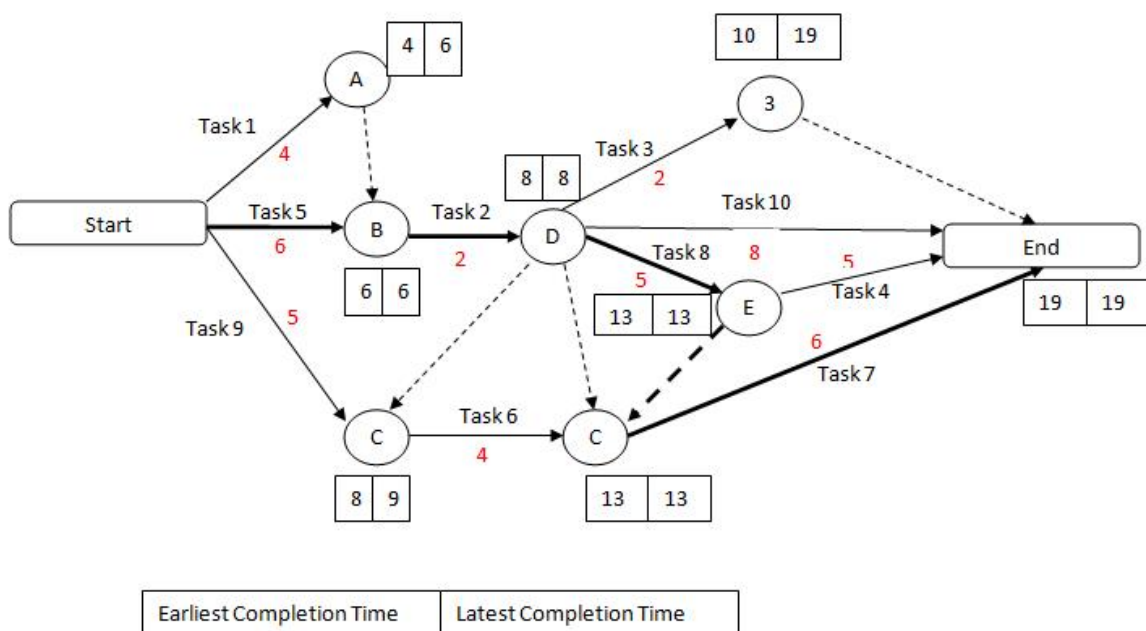 4 6
10 19
A
3
Task 1
4
Task 3
2
8 8
Start
Task 5
6
B
Task 2
2
D
Task 10
End
Task 8
8
5
5
Task 4
6 6
13 13
E
19 19
Task 9
5
6
Task 7
C
Task 6
4
C
8 9
13 13
Earliest Completion Time Latest Completion Time